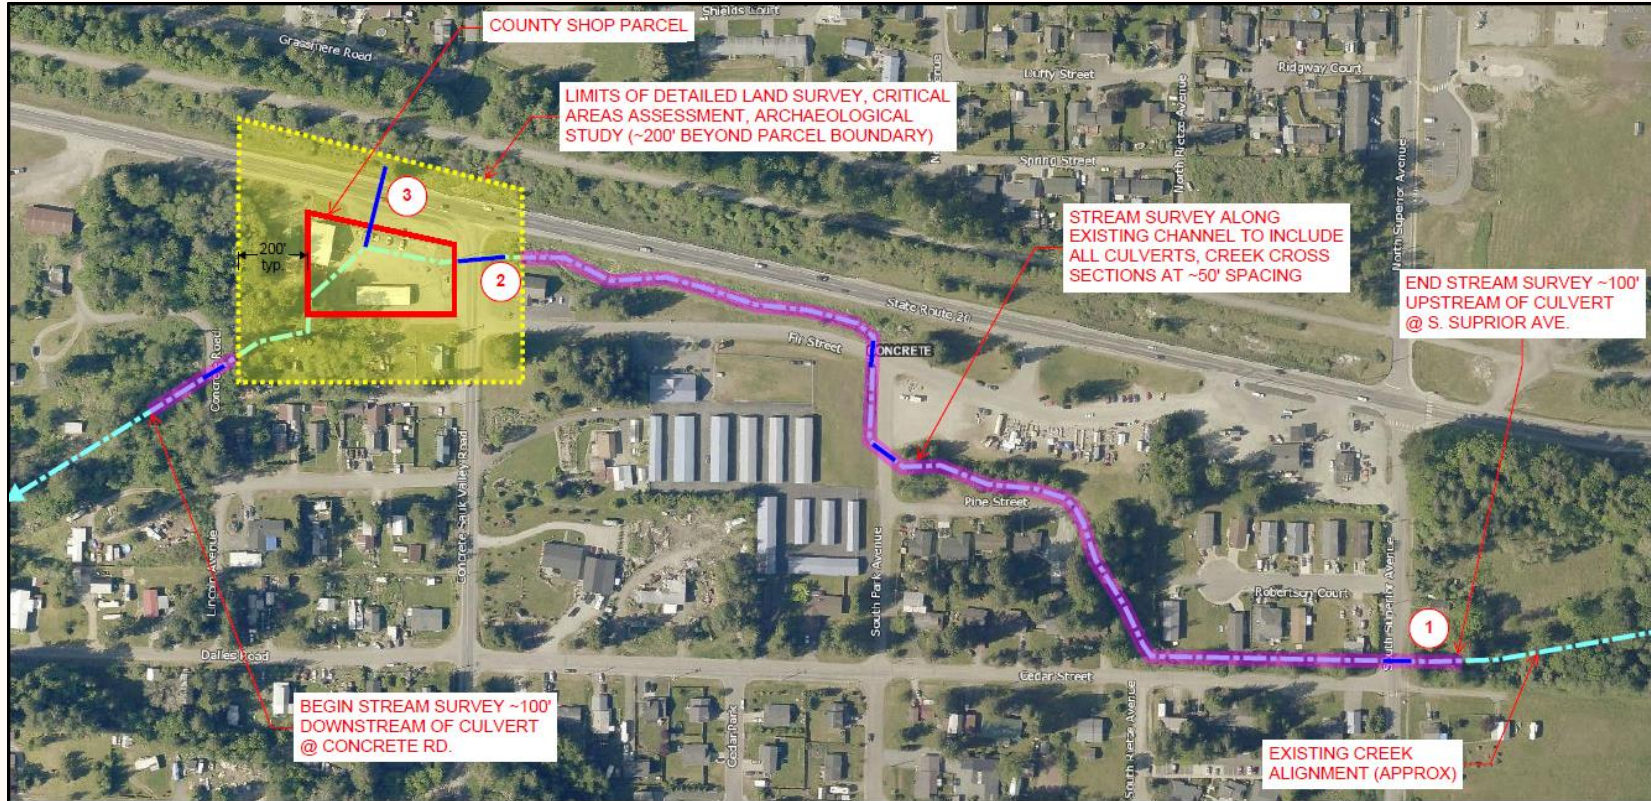 Shields Court
COUNTY SHOP PARCEL
Grassmere Road
Duffy Street
Ridgway Court
LIMITS OF DETAILED LAND SURVEY, CRITICAL
AREAS ASSESSMENT, ARCHAEOLOGICAL
STUDY (~200' BEYOND PARCEL BOUNDARY)
Spring Street
North Rietze Avenue
North Superior Avenue
3
200'
typ.
2
STREAM SURVEY ALONG
EXISTING CHANNEL TO INCLUDE
ALL CULVERTS, CREEK CROSS
SECTIONS AT ~50' SPACING
END STREAM SURVEY ~100'
UPSTREAM OF CULVERT
@ S. SUPRIOR AVE.
State Route 20
Fir Street
CONCRETE
Concrete Road
Concrete Sauk Valley Road
Pine Street
Lincoln Avenue
South Park Avenue
Robertson Court
South Superior Avenue
1
Dalles Road
Cedar Street
BEGIN STREAM SURVEY ~100'
DOWNSTREAM OF CULVERT
@ CONCRETE RD.
Cedar Park
South Rietze Avenue
EXISTING CREEK
ALIGNMENT (APPROX)